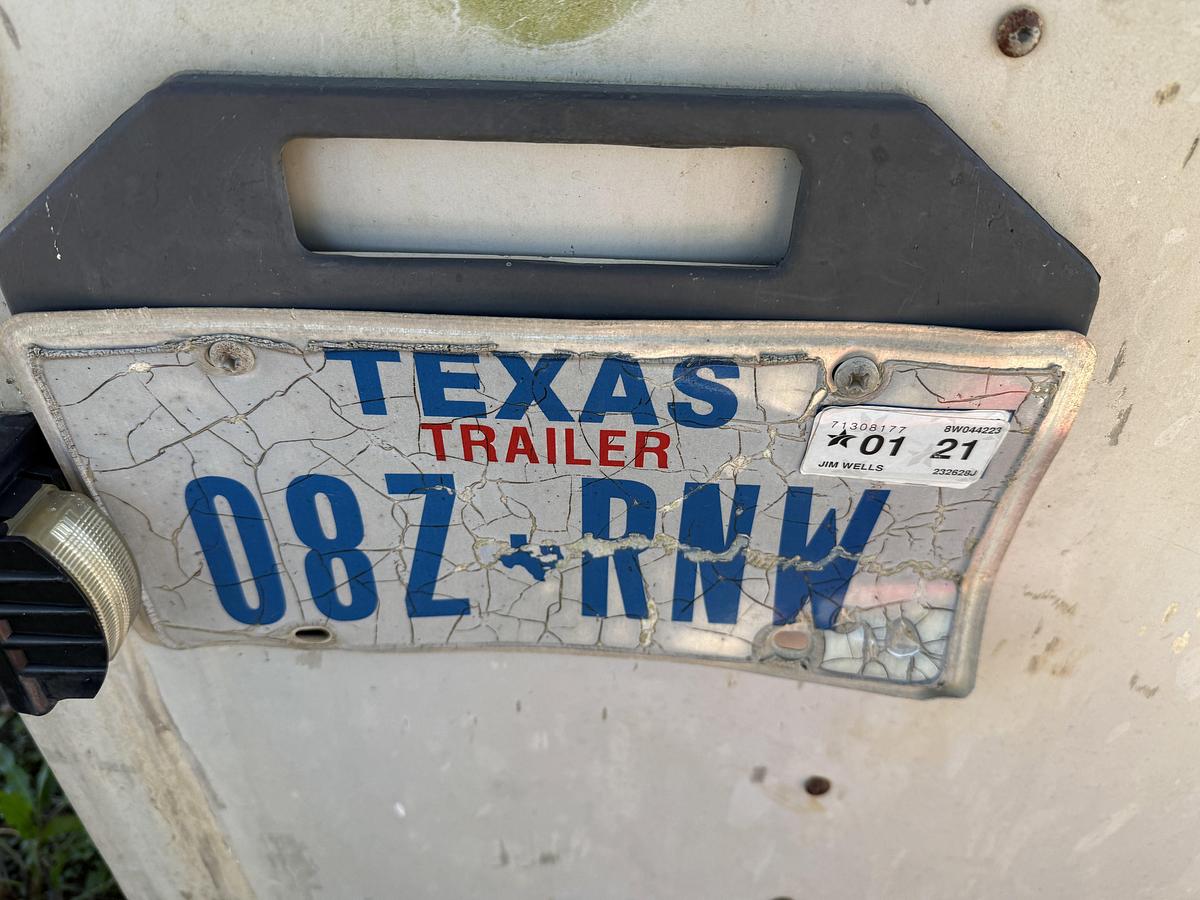 TEXAS
TRAILER
71308177 8W044223
01 21
JIM WELLS 232628J
08Z RNW